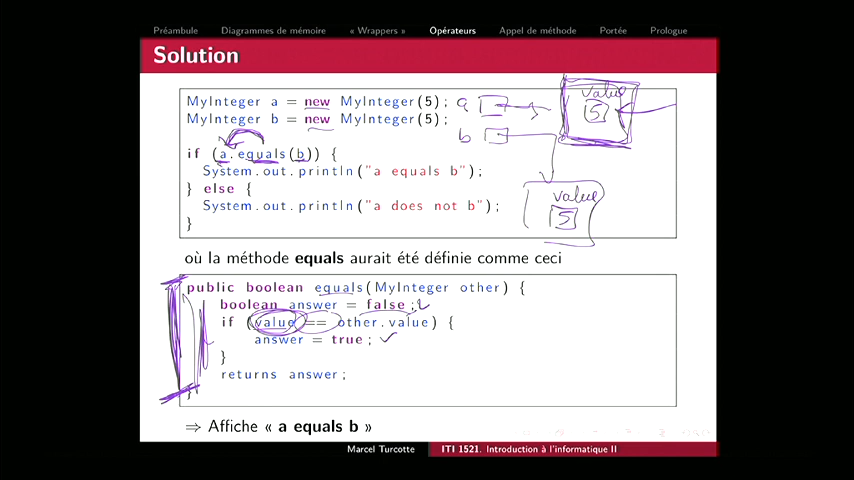 Préambule Diagrammes de mémoire « Wrappers » Opérateurs Appel de méthode Portée Prologue
Solution
MyInteger a = new MyInteger(5);
MyInteger b = new MyInteger(5);
if (a.equals(b)) {
System.out.println("a equals b");
} else {
System.out.println("a does not b");
}
a
b
value
5
value
5
où la méthode equals aurait été définie comme ceci
public boolean equals(MyInteger other) {
boolean answer = false;
if (value == other.value) {
answer = true;
}
returns answer;
}
⇒ Affiche « a equals b »
Marcel Turcotte ITI 1521. Introduction à l'informatique II